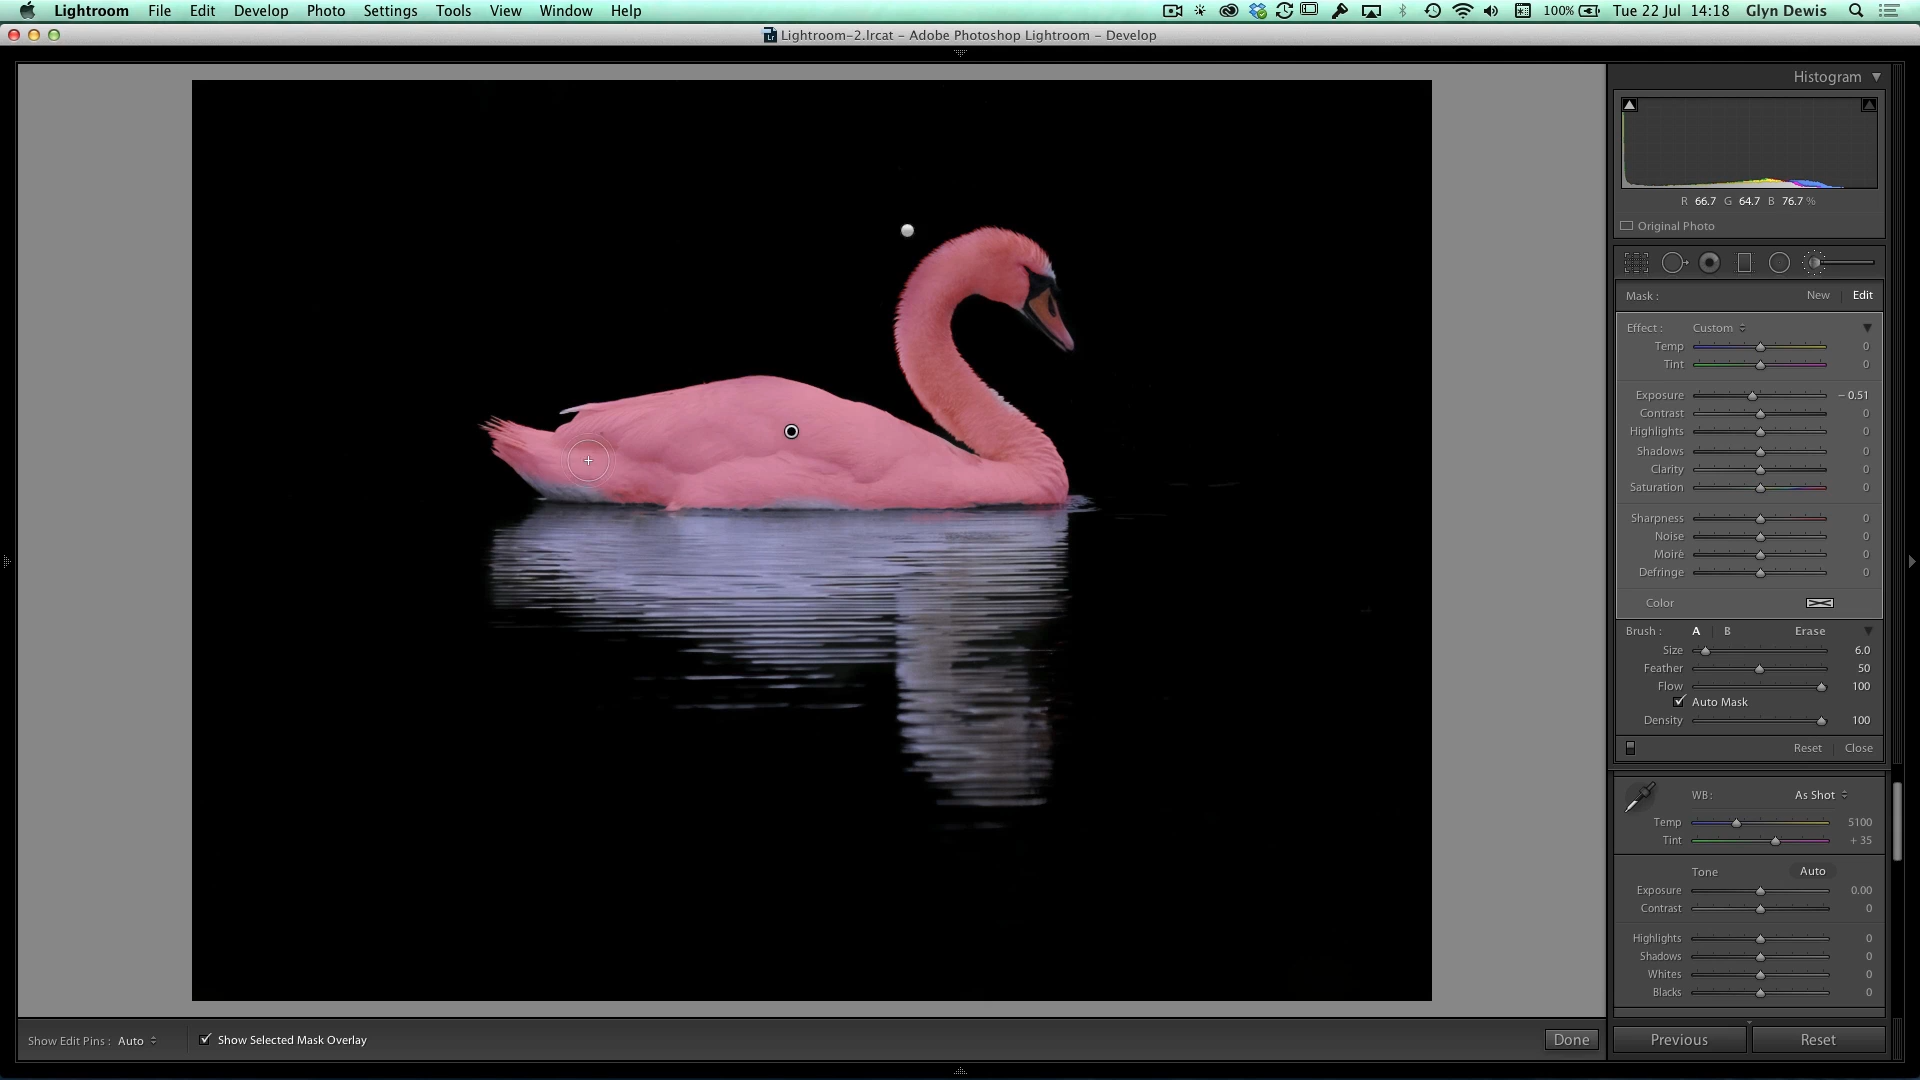 Lightroom File Edit Develop Photo Settings Tools View Window Help 100% Tue 22 Jul 14:18 Glyn Dewis
Lightroom-2.lrcat - Adobe Photoshop Lightroom - Develop
Histogram
R 66.7 G 64.7 B 76.7 %
Original Photo
Mask : New Edit
Effect : Custom
Temp 0
Tint 0
Exposure - 0.51
Contrast 0
Highlights 0
Shadows 0
Clarity 0
Saturation 0
Sharpness 0
Noise 0
Moiré 0
Defringe 0
Color
Brush : A B Erase
Size 6.0
Feather 50
Flow 100
Auto Mask
Density 100
Reset Close
WB : As Shot
Temp 5100
Tint + 35
Tone Auto
Exposure 0.00
Contrast 0
Highlights 0
Shadows 0
Whites 0
Blacks 0
Show Edit Pins : Auto Show Selected Mask Overlay Done Previous Reset